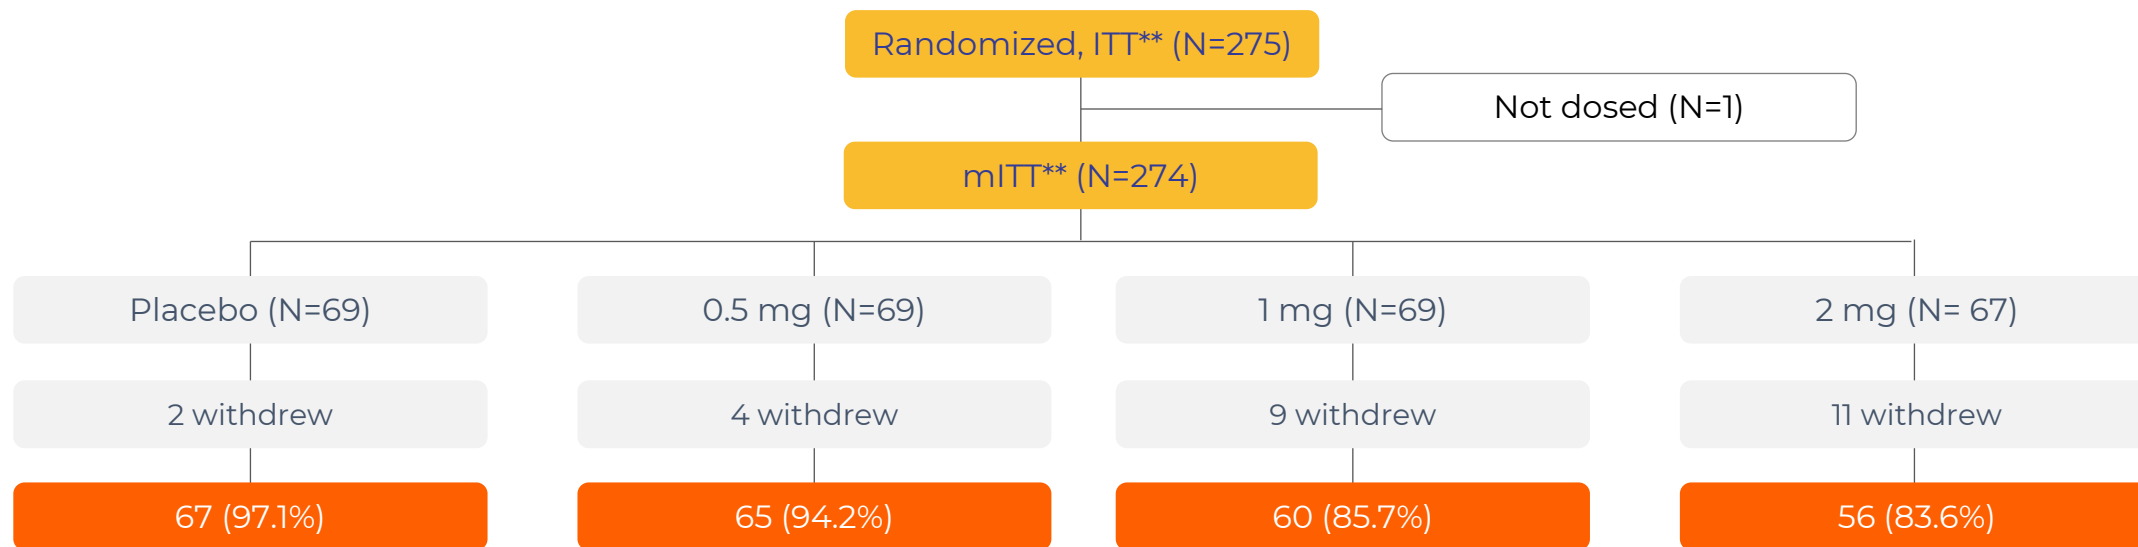 Randomized, ITT** (N=275)
Not dosed (N=1)
mITT** (N=274)
Placebo (N=69)
0.5 mg (N=69)
1 mg (N=69)
2 mg (N= 67)
2 withdrew
4 withdrew
9 withdrew
11 withdrew
67 (97.1%)
65 (94.2%)
60 (85.7%)
56 (83.6%)